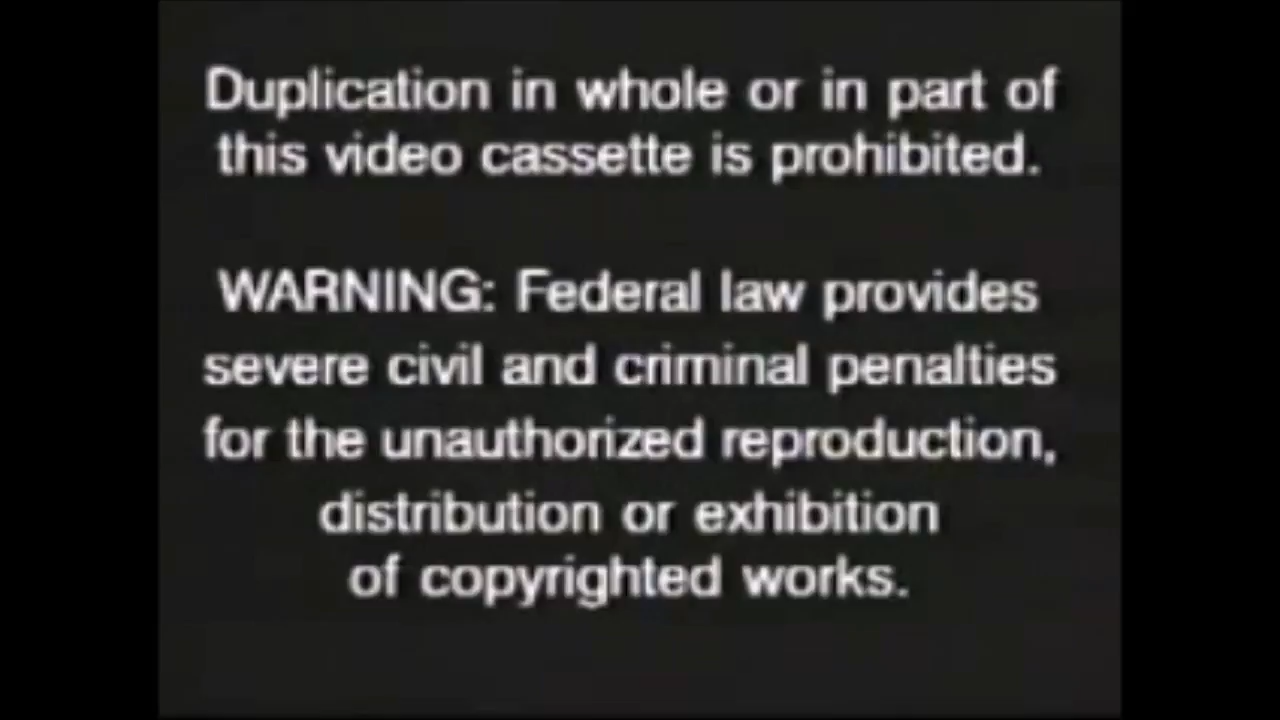 Duplication in whole or in part of
this video cassette is prohibited.
WARNING: Federal law provides
severe civil and criminal penalties
for the unauthorized reproduction,
distribution or exhibition
of copyrighted works.